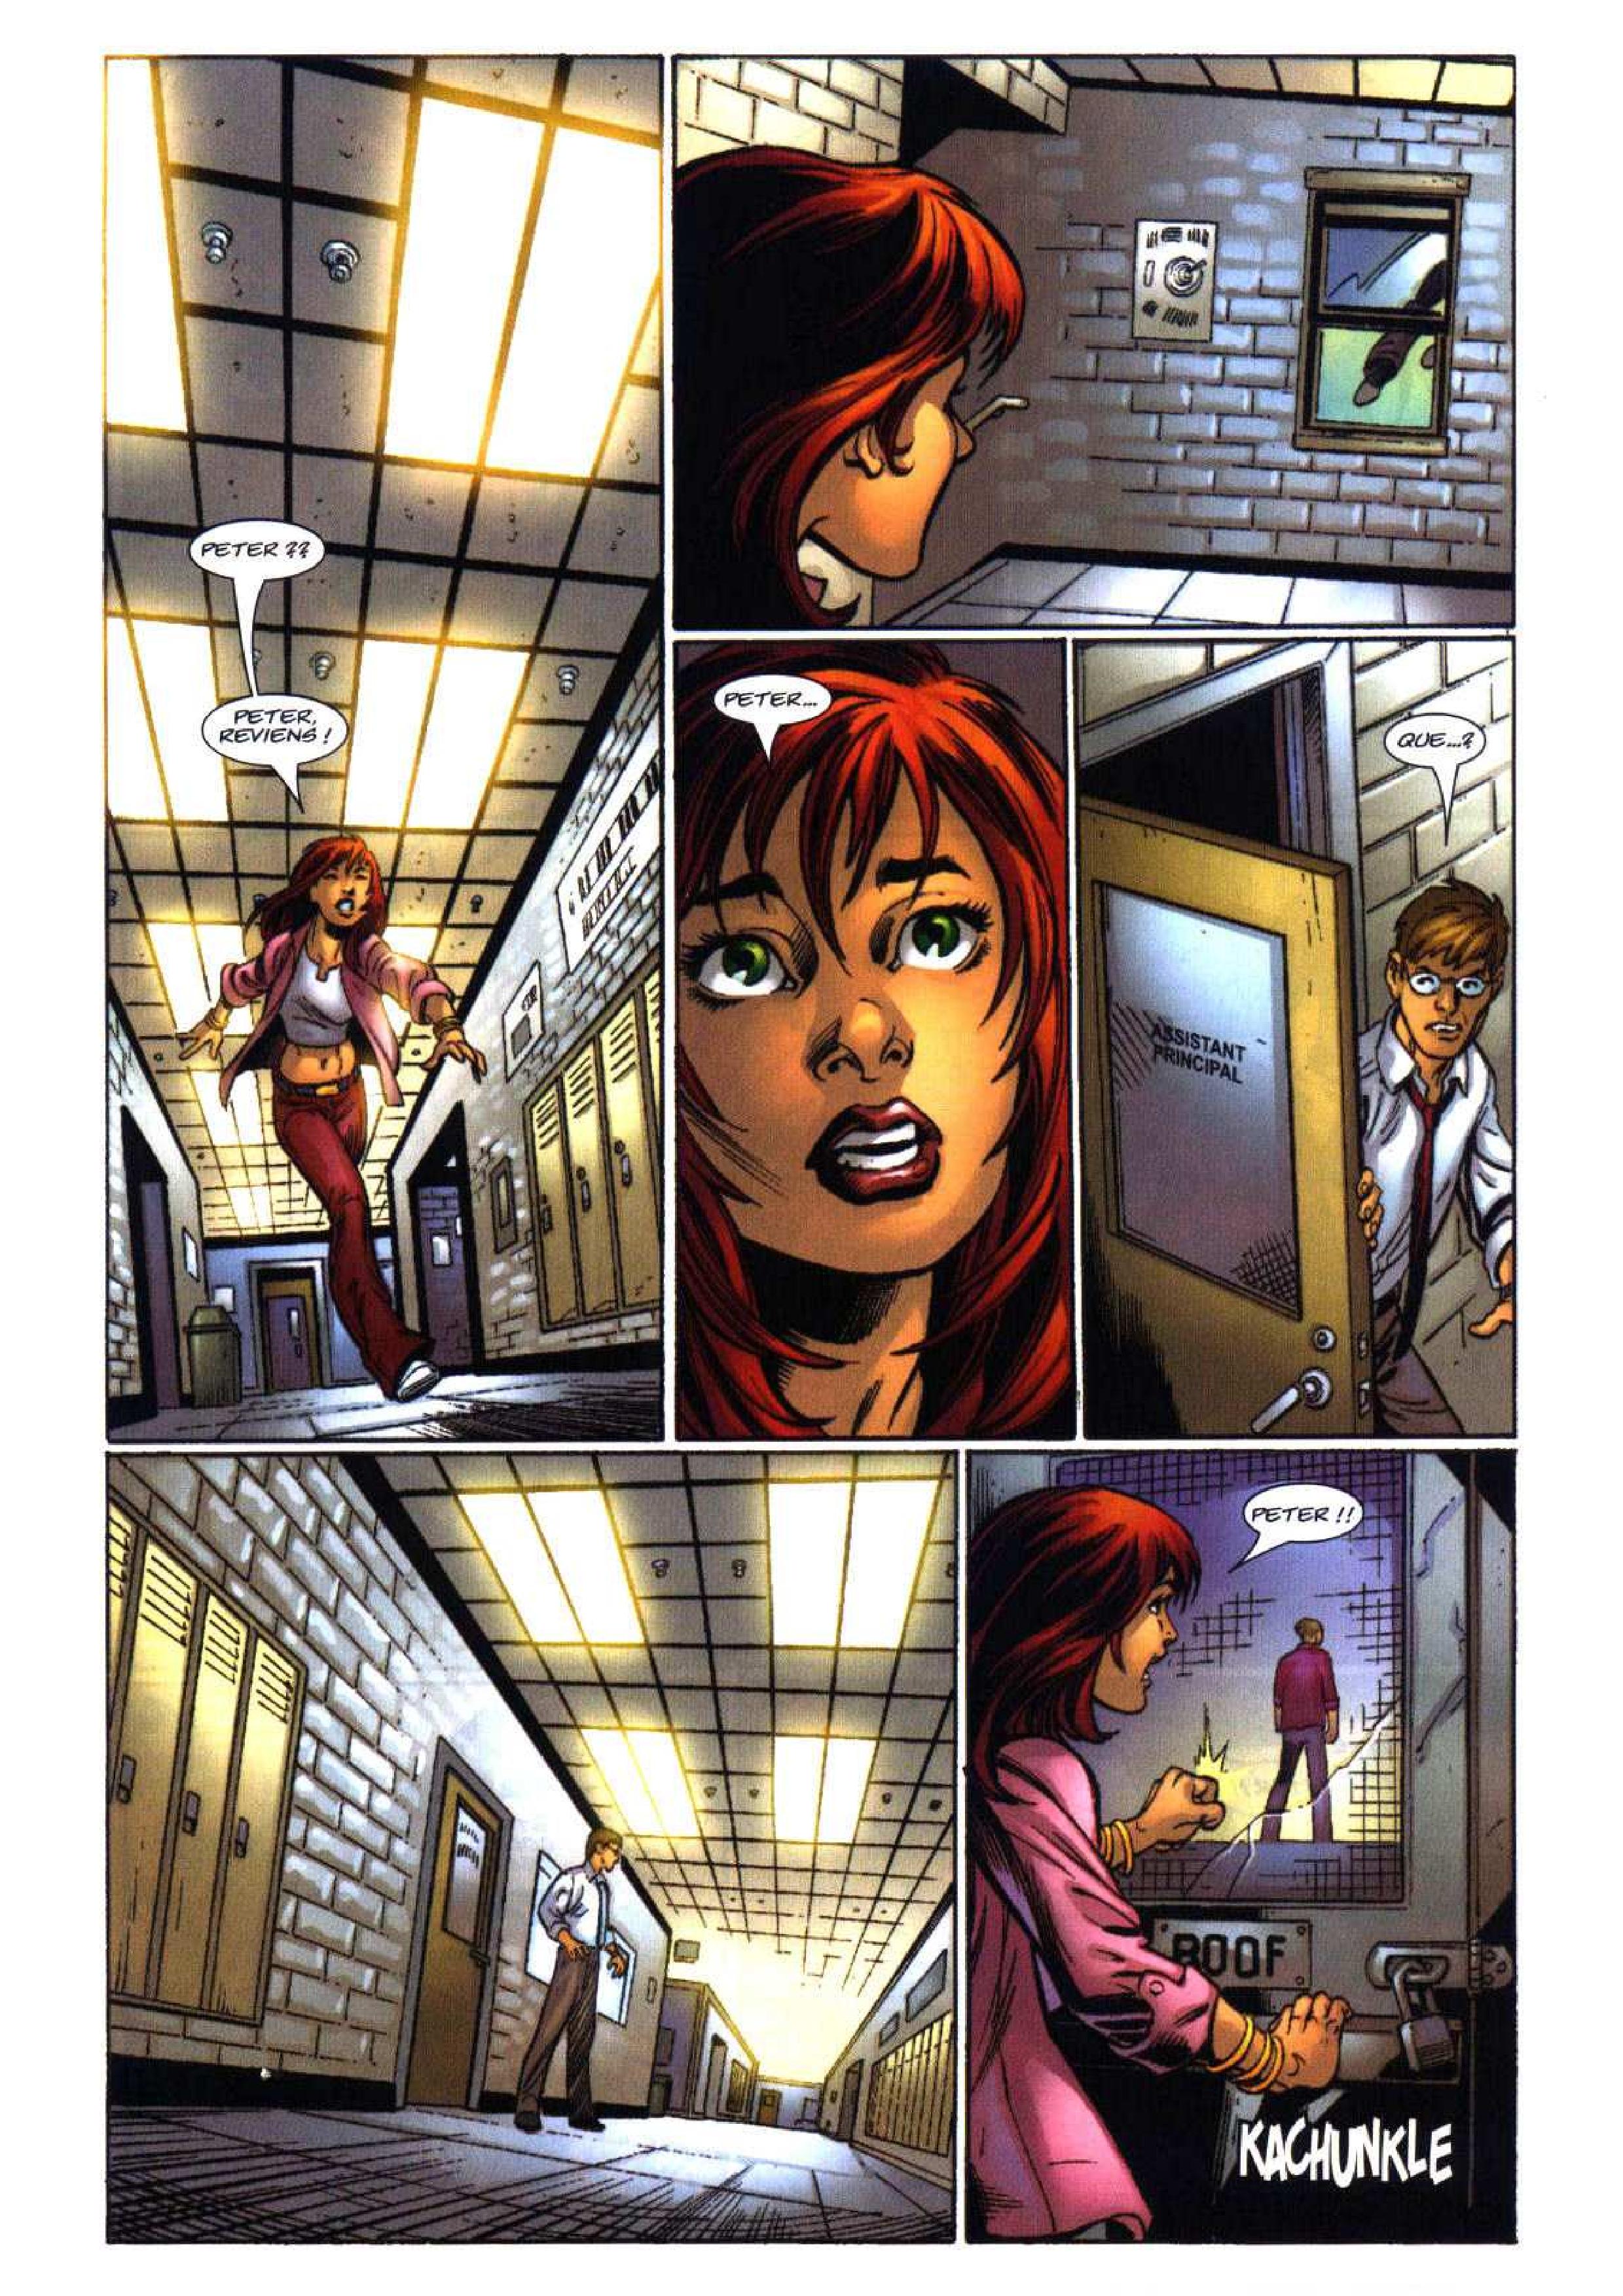 PETER ??
PETER,
REVIENS !
PETER...
QUE...?
ASSISTANT
PRINCIPAL
PETER !!
ROOF
KACHUNKLE